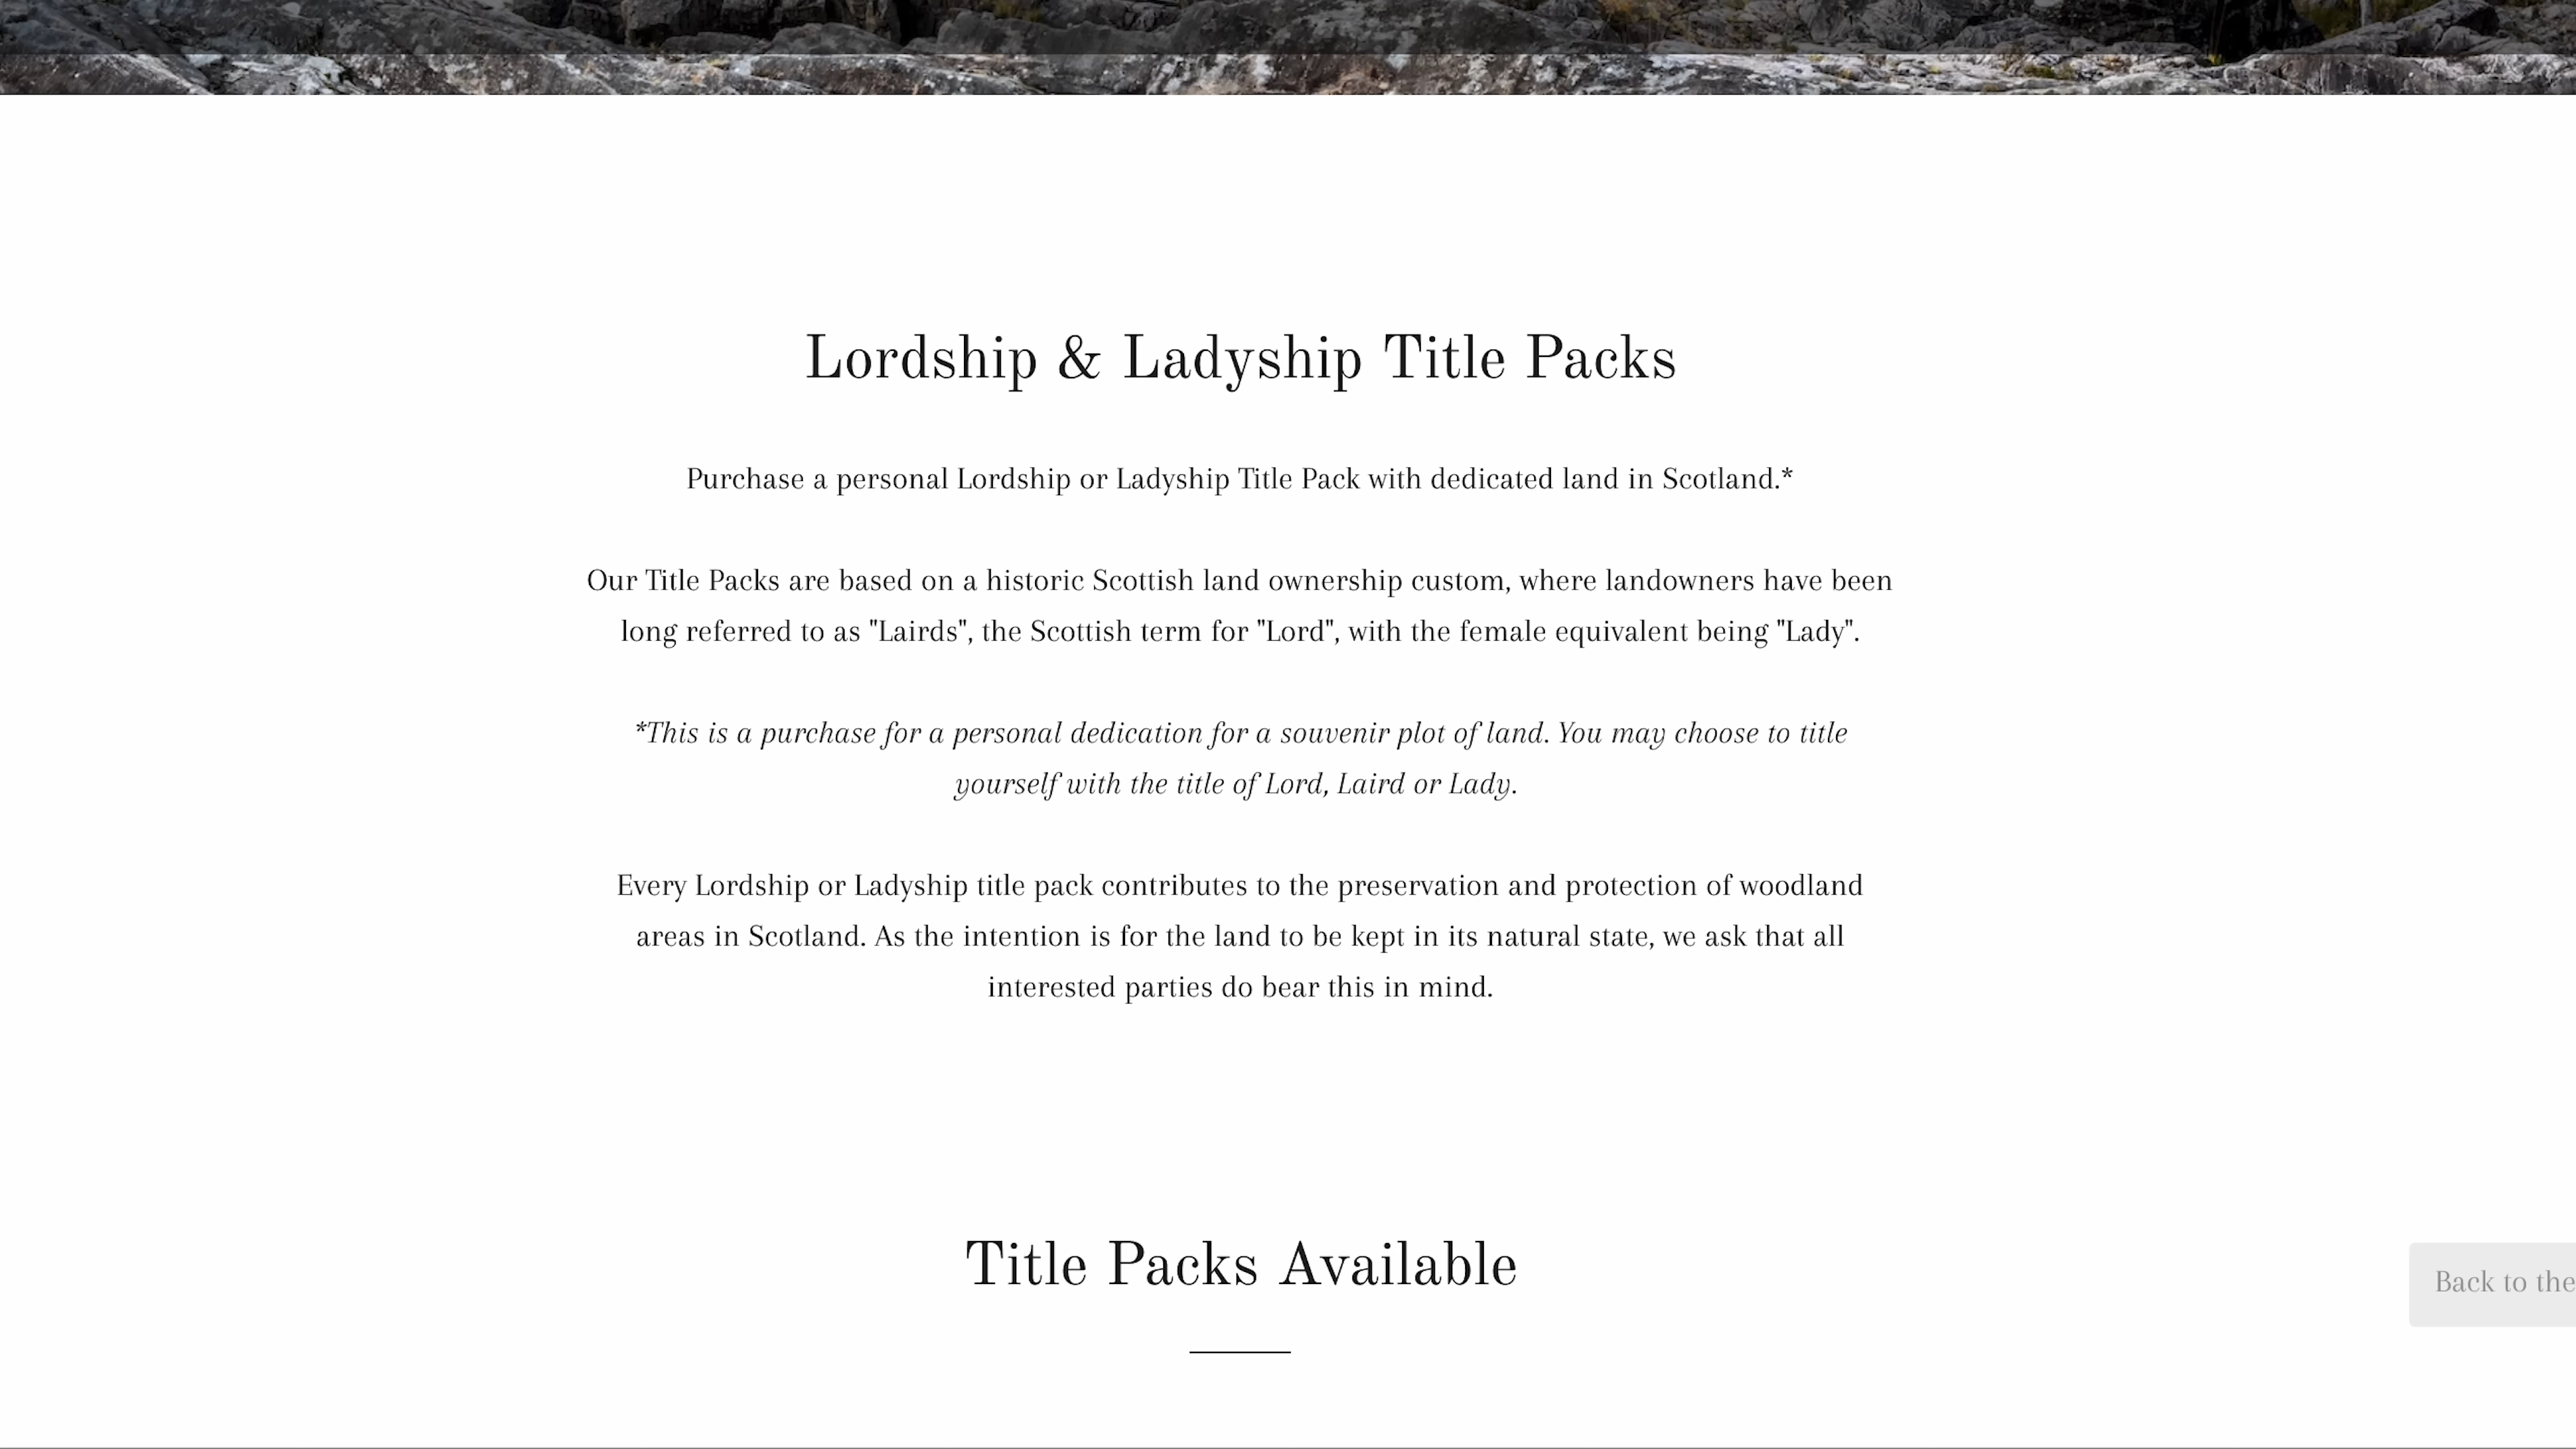 Lordship & Ladyship Title Packs
Purchase a personal Lordship or Ladyship Title Pack with dedicated land in Scotland.*
Our Title Packs are based on a historic Scottish land ownership custom, where landowners have been
long referred to as "Lairds", the Scottish term for "Lord", with the female equivalent being "Lady".
*This is a purchase for a personal dedication for a souvenir plot of land. You may choose to title
yourself with the title of Lord, Laird or Lady.
Every Lordship or Ladyship title pack contributes to the preservation and protection of woodland
areas in Scotland. As the intention is for the land to be kept in its natural state, we ask that all
interested parties do bear this in mind.
Title Packs Available
Back to the